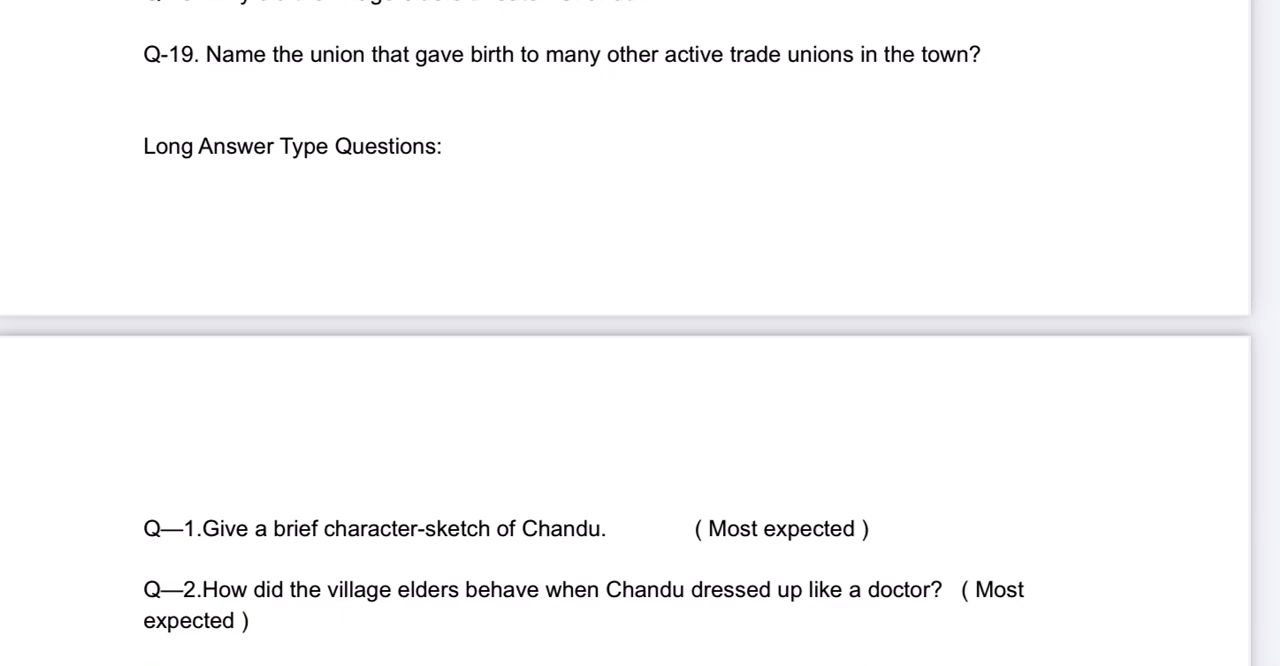 Q-19. Name the union that gave birth to many other active trade unions in the town?
Long Answer Type Questions:
Q—1.Give a brief character-sketch of Chandu. ( Most expected )
Q—2.How did the village elders behave when Chandu dressed up like a doctor? ( Most
expected )